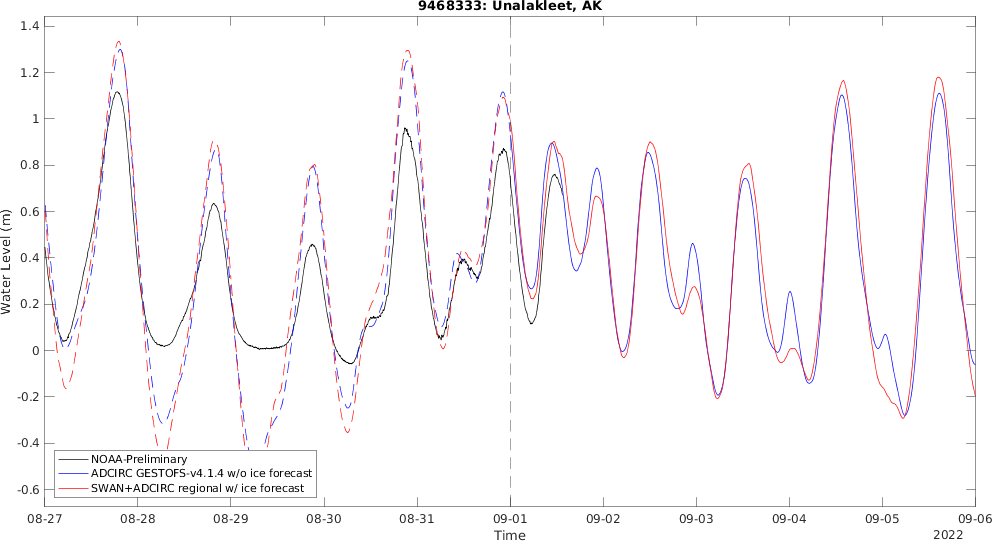 9468333: Unalakleet, AK
1.4
1.2
1
0.8
0.6
0.4
0.2
0
-0.2
-0.4
-0.6
Water Level (m)
NOAA-Preliminary
ADCIRC GESTOFS-v4.1.4 w/o ice forecast
SWAN+ADCIRC regional w/ ice forecast
08-27 08-28 08-29 08-30 08-31 09-01 09-02 09-03 09-04 09-05 09-06
Time
2022